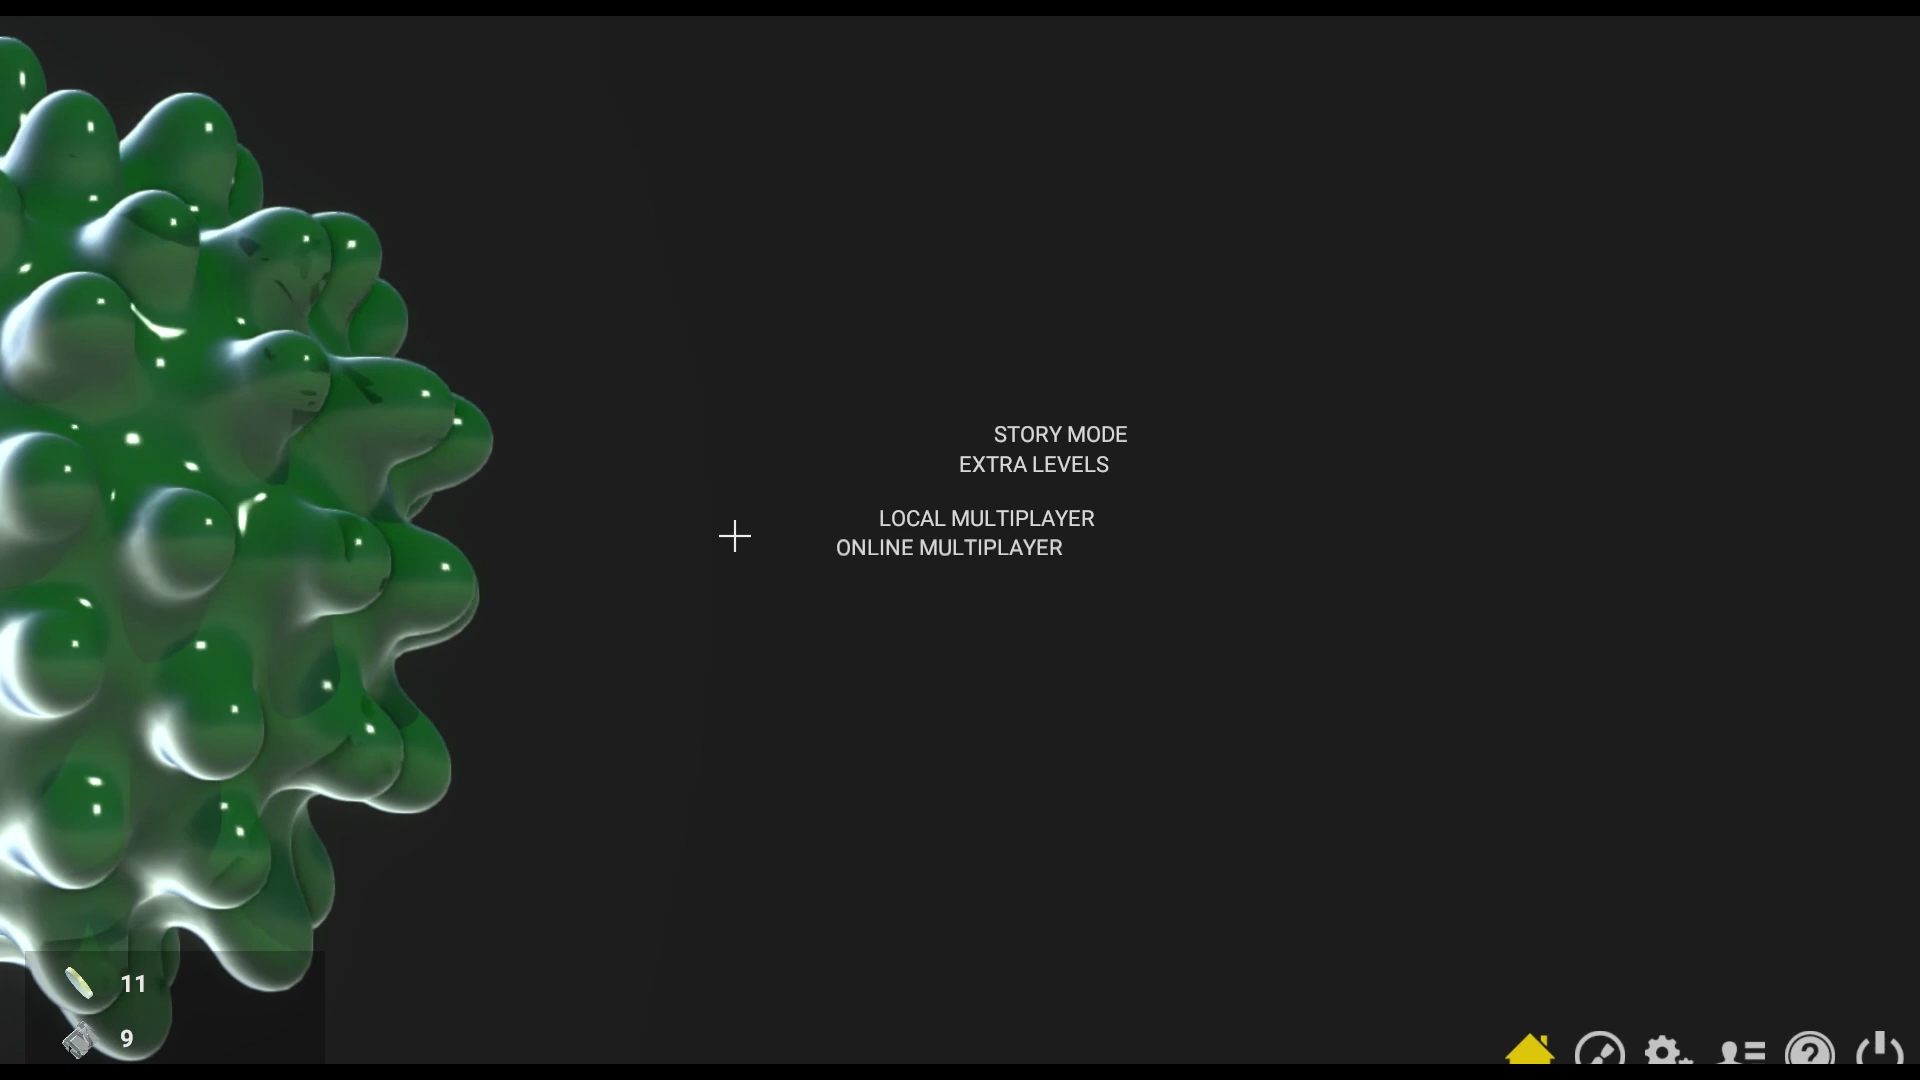 STORY MODE
EXTRA LEVELS
LOCAL MULTIPLAYER
ONLINE MULTIPLAYER
11
9
?